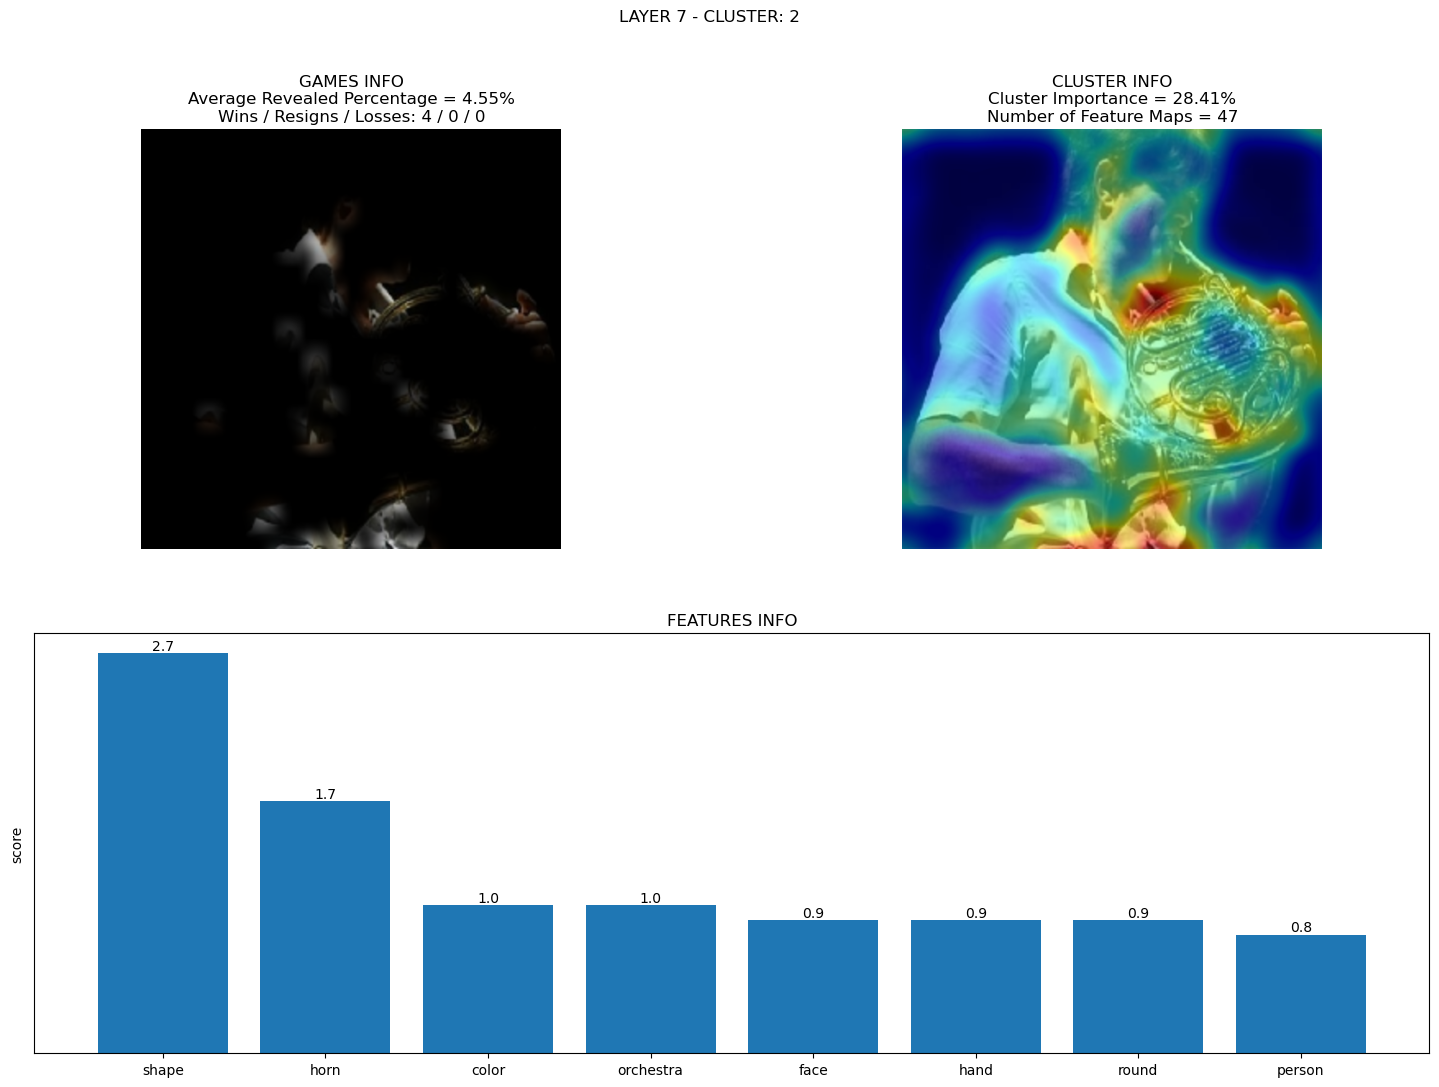 LAYER 7 - CLUSTER: 2
GAMES INFO
Average Revealed Percentage = 4.55%
Wins / Resigns / Losses: 4 / 0 / 0
CLUSTER INFO
Cluster Importance = 28.41%
Number of Feature Maps = 47
FEATURES INFO
score
2.7
1.7
1.0
1.0
0.9
0.9
0.9
0.8
shape
horn
color
orchestra
face
hand
round
person